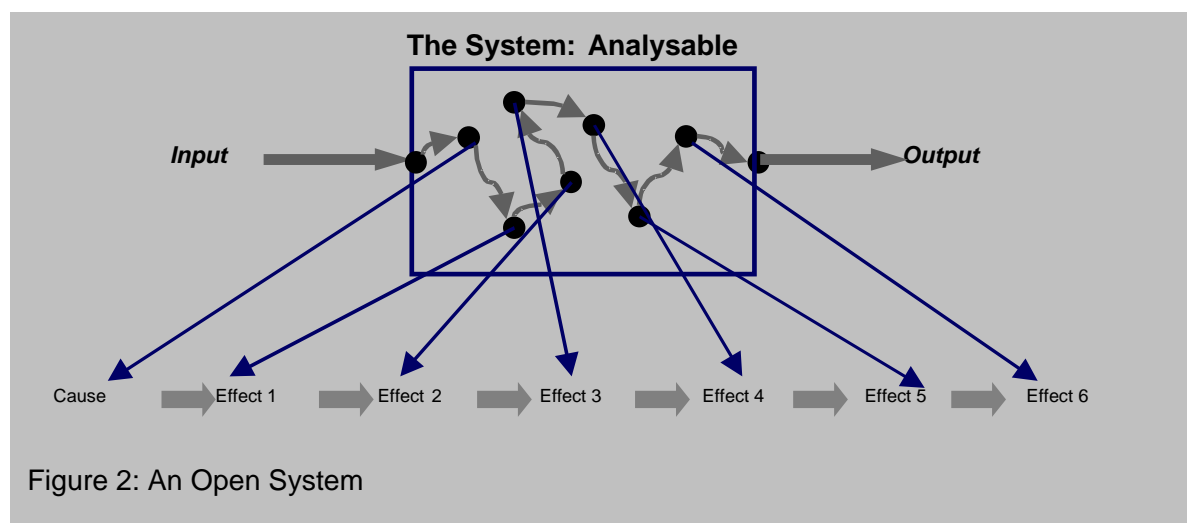 The System: Analysable
Input
Output
Cause Effect 1 Effect 2 Effect 3 Effect 4 Effect 5 Effect 6
Figure 2: An Open System